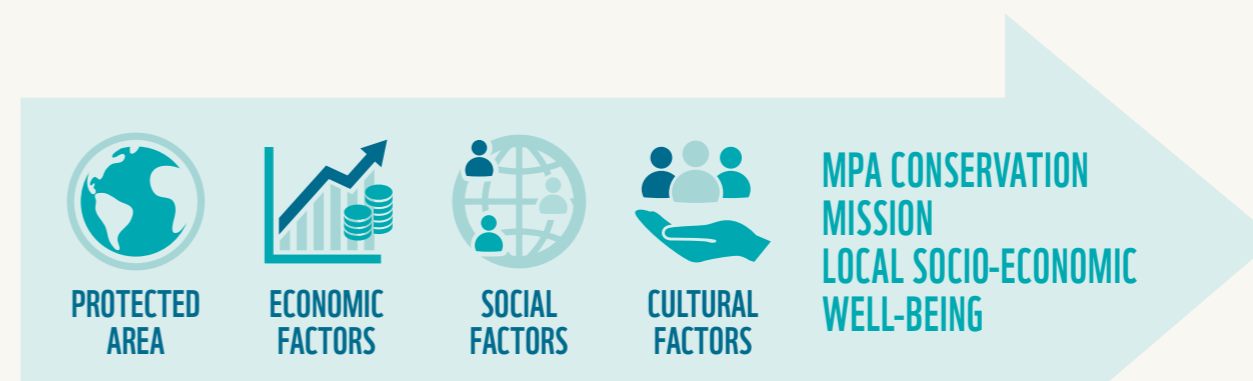 PROTECTED
AREA
ECONOMIC
FACTORS
SOCIAL
FACTORS
CULTURAL
FACTORS
MPA CONSERVATION
MISSION
LOCAL SOCIO-ECONOMIC
WELL-BEING